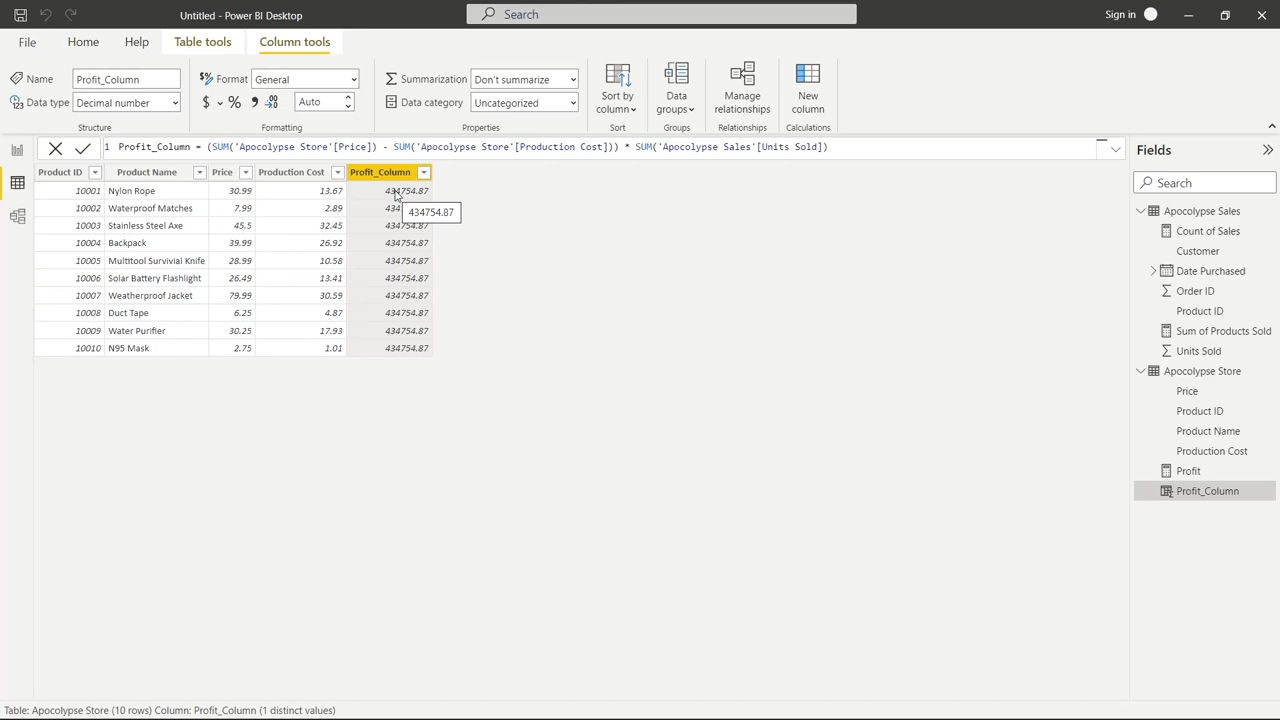 Untitled - Power BI Desktop
Search
Sign in
File
Home
Help
Table tools
Column tools
Name
Profit_Column
Format
General
Summarization
Don't summarize
Data type
Decimal number
$
%
Auto
Data category
Uncategorized
Sort by
column
Data
groups
Manage
relationships
New
column
Structure
Formatting
Properties
Sort
Groups
Relationships
Calculations
1 Profit_Column = (SUM('Apocolypse Store'[Price]) - SUM('Apocolypse Store'[Production Cost])) * SUM('Apocolypse Sales'[Units Sold])
Product ID Product Name Price Production Cost Profit_Column
10001 Nylon Rope 30.99 13.67 434754.87
10002 Waterproof Matches 7.99 2.89 434
434754.87
10003 Stainless Steel Axe 45.5 32.45 434754.87
10004 Backpack 39.99 26.92 434754.87
10005 Multitool Survivial Knife 28.99 10.58 434754.87
10006 Solar Battery Flashlight 26.49 13.41 434754.87
10007 Weatherproof Jacket 79.99 30.59 434754.87
10008 Duct Tape 6.25 4.87 434754.87
10009 Water Purifier 30.25 17.93 434754.87
10010 N95 Mask 2.75 1.01 434754.87
Fields
Search
Apocolypse Sales
Count of Sales
Customer
Date Purchased
Order ID
Product ID
Sum of Products Sold
Units Sold
Apocolypse Store
Price
Product ID
Product Name
Production Cost
Profit
Profit_Column
Table: Apocolypse Store (10 rows) Column: Profit_Column (1 distinct values)